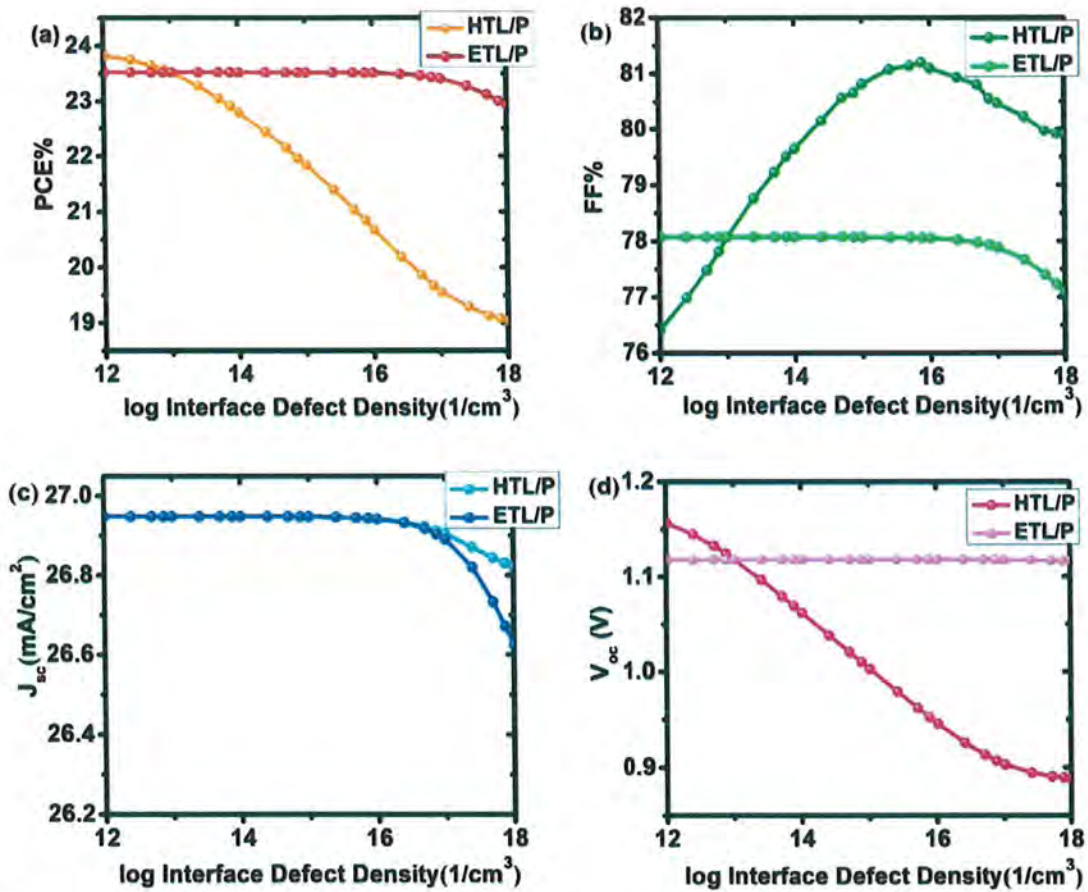 (a)
HTL/P
ETL/P
PCE%
24
23
22
21
20
19
12 14 16 18
log Interface Defect Density(1/cm³)
(b)
HTL/P
ETL/P
FF%
82
81
80
79
78
77
76
12 14 16 18
log Interface Defect Density(1/cm³)
(c)
HTL/P
ETL/P
J_sc(mA/cm²)
27.0
26.8
26.6
26.4
26.2
12 14 16 18
log Interface Defect Density(1/cm³)
(d)
HTL/P
ETL/P
V_oc (V)
1.2
1.1
1.0
0.9
12 14 16 18
log Interface Defect Density(1/cm³)